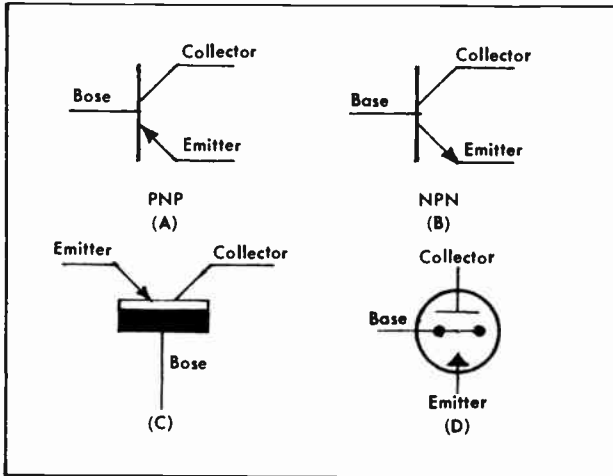 Collector
Bose
Emitter
PNP
(A)
Collector
Base
Emitter
NPN
(B)
Emitter
Collector
Bose
(C)
Collector
Base
Emitter
(D)